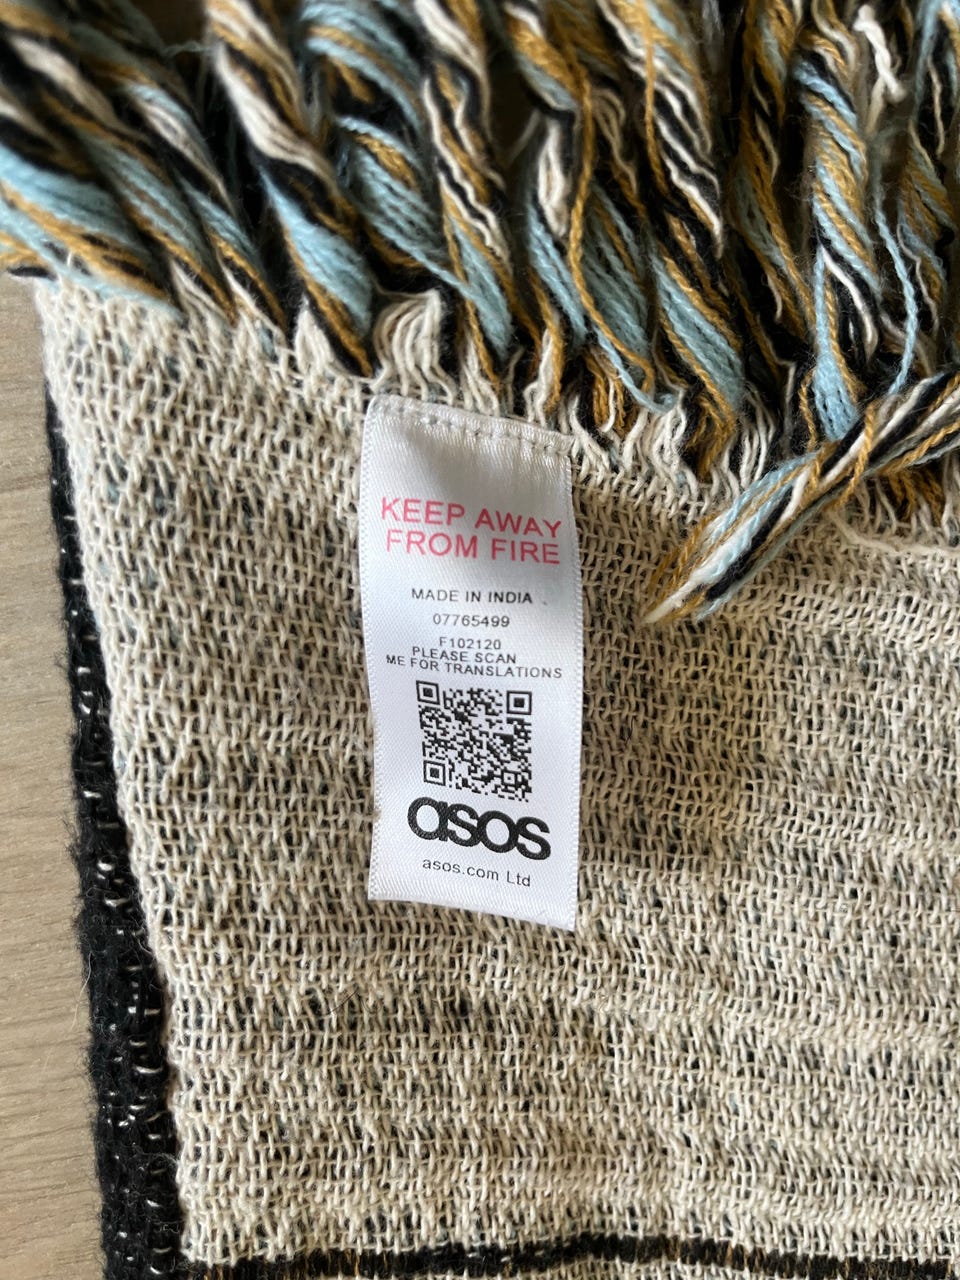 KEEP AWAY
FROM FIRE
MADE IN INDIA
07765499
F102120
PLEASE SCAN
ME FOR TRANSLATIONS
asos
asos.com Ltd